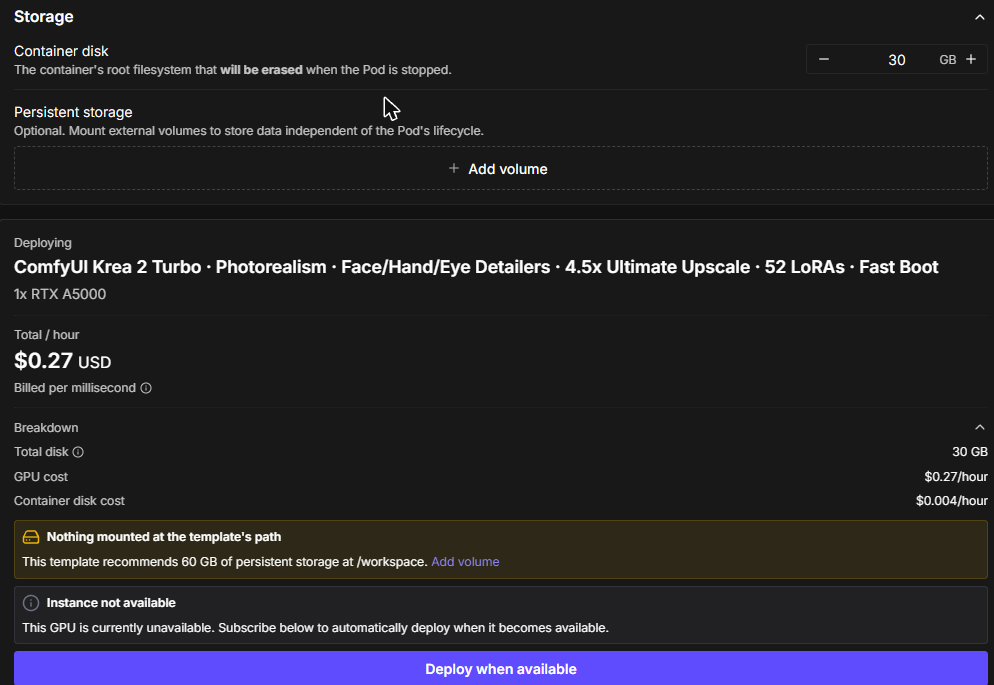 Storage
Container disk
The container's root filesystem that will be erased when the Pod is stopped.
− 30 GB +
Persistent storage
Optional. Mount external volumes to store data independent of the Pod's lifecycle.
+ Add volume
Deploying
ComfyUI Krea 2 Turbo · Photorealism · Face/Hand/Eye Detailers · 4.5x Ultimate Upscale · 52 LoRAs · Fast Boot
1x RTX A5000
Total / hour
$0.27 USD
Billed per millisecond
Breakdown
Total disk 30 GB
GPU cost $0.27/hour
Container disk cost $0.004/hour
Nothing mounted at the template's path
This template recommends 60 GB of persistent storage at /workspace. Add volume
Instance not available
This GPU is currently unavailable. Subscribe below to automatically deploy when it becomes available.
Deploy when available